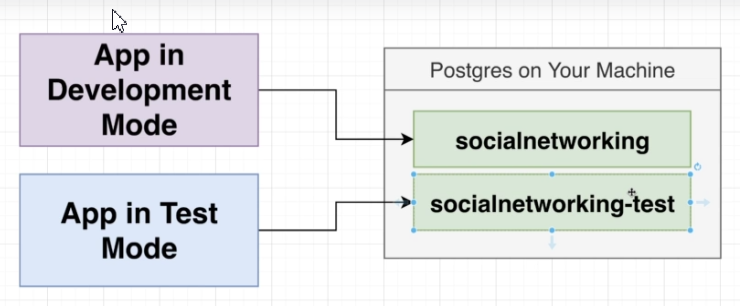 App in
Development
Mode
Postgres on Your Machine
socialnetworking
socialnetworking-test
App in Test
Mode